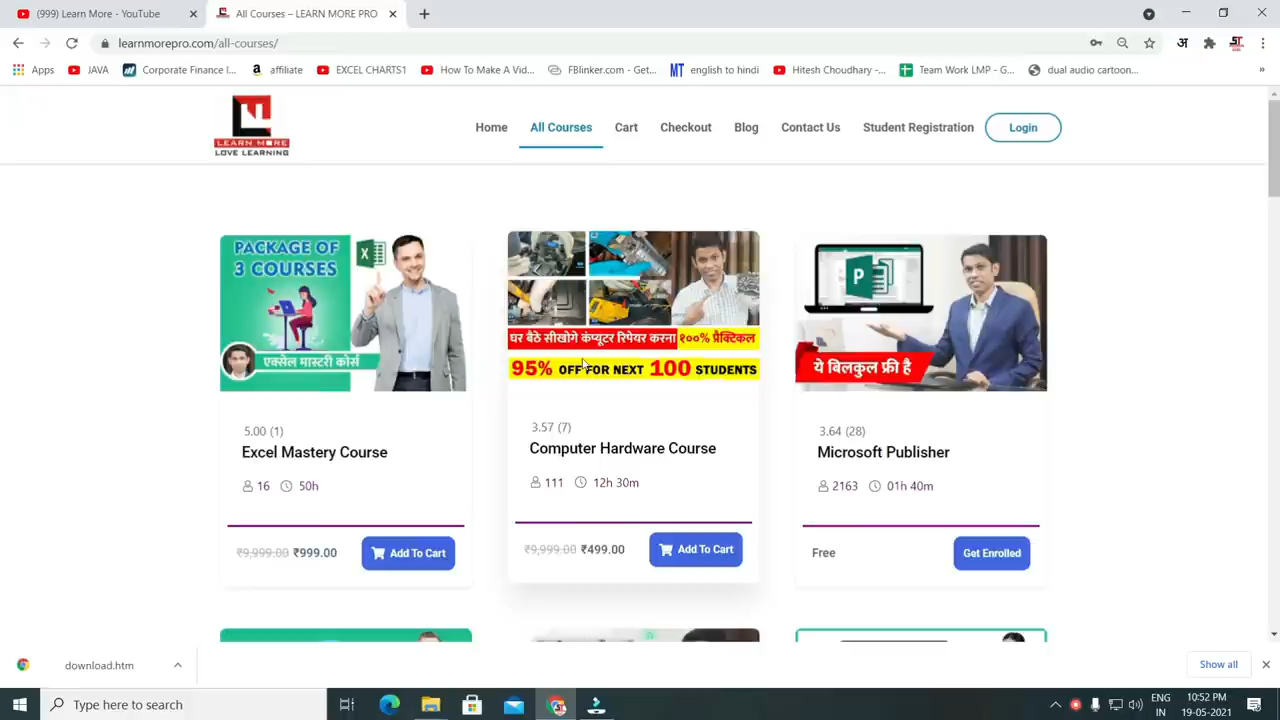 (999) Learn More - YouTube
All Courses – LEARN MORE PRO
learnmorepro.com/all-courses/
Apps
JAVA
Corporate Finance I...
affiliate
EXCEL CHARTS1
How To Make A Vid...
FBlinker.com - Get...
MT english to hindi
Hitesh Choudhary -...
Team Work LMP - G...
dual audio cartoon...
LEARN MORE
LOVE LEARNING
Home
All Courses
Cart
Checkout
Blog
Contact Us
Student Registration
Login
PACKAGE OF
3 COURSES
एक्सेल मास्टरी कोर्स
5.00 (1)
Excel Mastery Course
16
50h
₹9,999.00 ₹999.00
Add To Cart
घर बैठे सीखोगे कंप्यूटर रिपेयर करना १००% प्रैक्टिकल
95% OFF FOR NEXT 100 STUDENTS
3.57 (7)
Computer Hardware Course
111
12h 30m
₹9,999.00 ₹499.00
Add To Cart
ये बिलकुल फ्री है
3.64 (28)
Microsoft Publisher
2163
01h 40m
Free
Get Enrolled
download.htm
Show all
Type here to search
ENG
IN
10:52 PM
19-05-2021